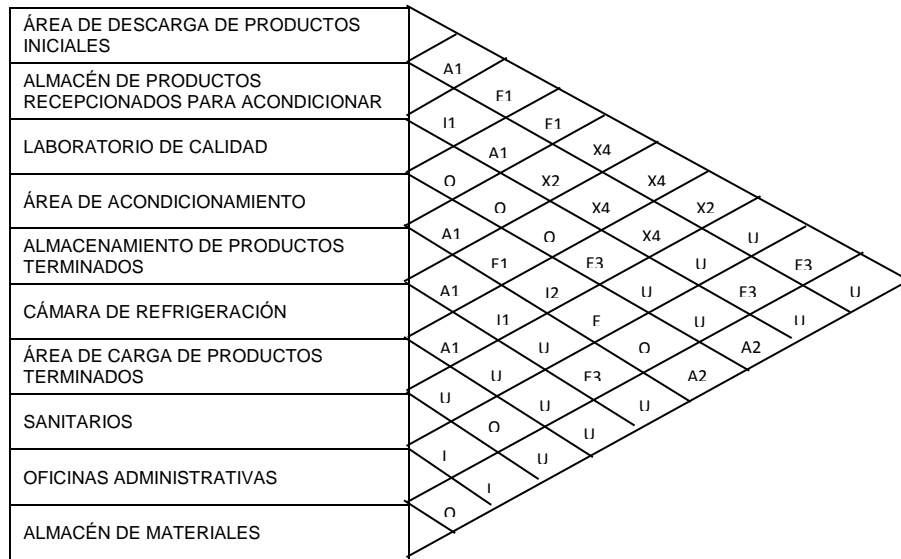 ÁREA DE DESCARGA DE PRODUCTOS
INICIALES
ALMACÉN DE PRODUCTOS
RECEPCIONADOS PARA ACONDICIONAR
LABORATORIO DE CALIDAD
ÁREA DE ACONDICIONAMIENTO
ALMACENAMIENTO DE PRODUCTOS
TERMINADOS
CÁMARA DE REFRIGERACIÓN
ÁREA DE CARGA DE PRODUCTOS
TERMINADOS
SANITARIOS
OFICINAS ADMINISTRATIVAS
ALMACÉN DE MATERIALES
A1
E1
I1 E1
A1 X4
O X2 X4
O X4 X2
A1 O X4 U
E1 E3 U E3
A1 I2 U E3 U
I1 E U U
A1 U O A2
U E3 A2
U U U
O U
I U
I
O